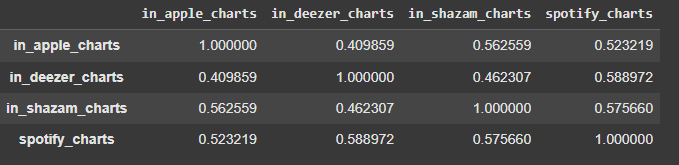 in_apple_charts in_deezer_charts in_shazam_charts spotify_charts
in_apple_charts 1.000000 0.409859 0.562559 0.523219
in_deezer_charts 0.409859 1.000000 0.462307 0.588972
in_shazam_charts 0.562559 0.462307 1.000000 0.575660
spotify_charts 0.523219 0.588972 0.575660 1.000000